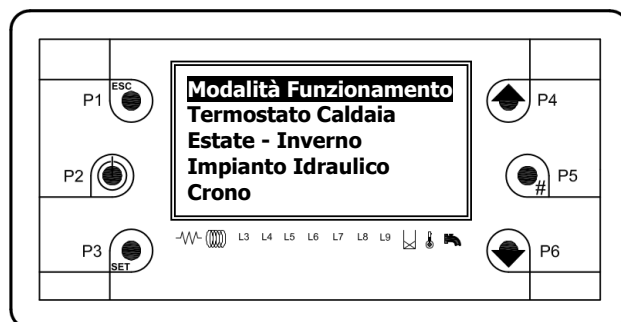 ESC
P1
P2
P3
SET
Modalità Funzionamento
Termostato Caldaia
Estate - Inverno
Impianto Idraulico
Crono
L3 L4 L5 L6 L7 L8 L9
P4
P5
#
P6